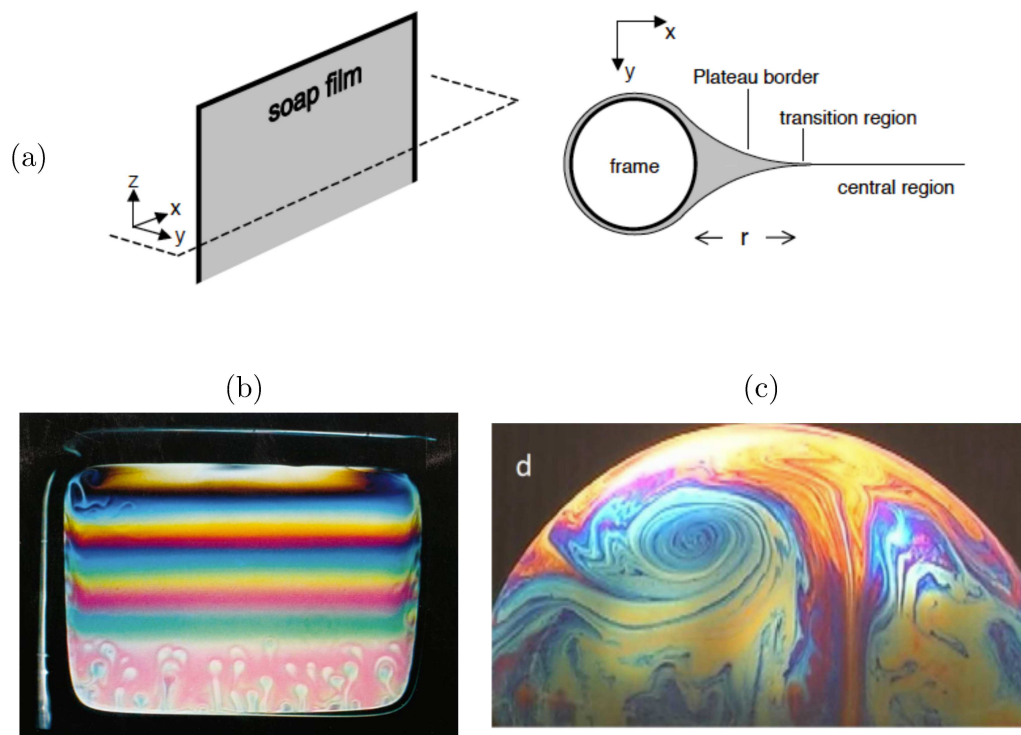 (a)
soap film
z
x
y
x
y
Plateau border
transition region
frame
central region
r
(b)
(c)
d